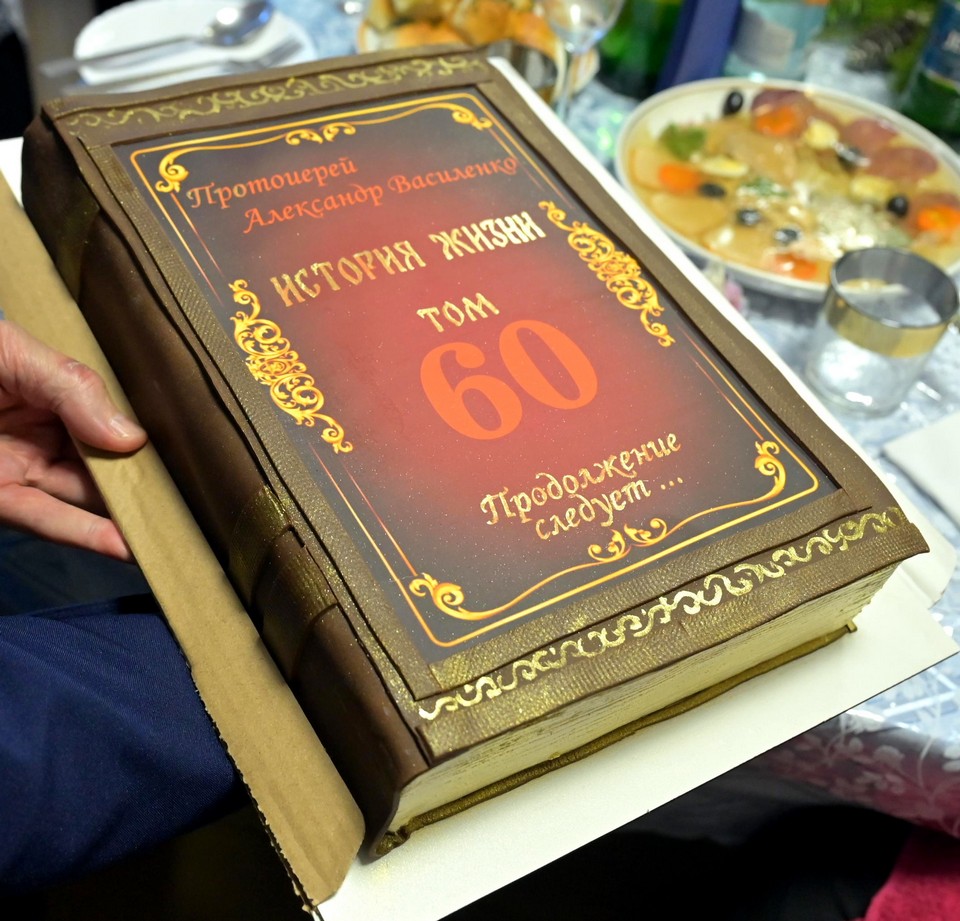 Протоиерей
Александр Василенко
ИСТОРИЯ ЖИЗНИ
ТОМ
60
Продолжение
следует ...